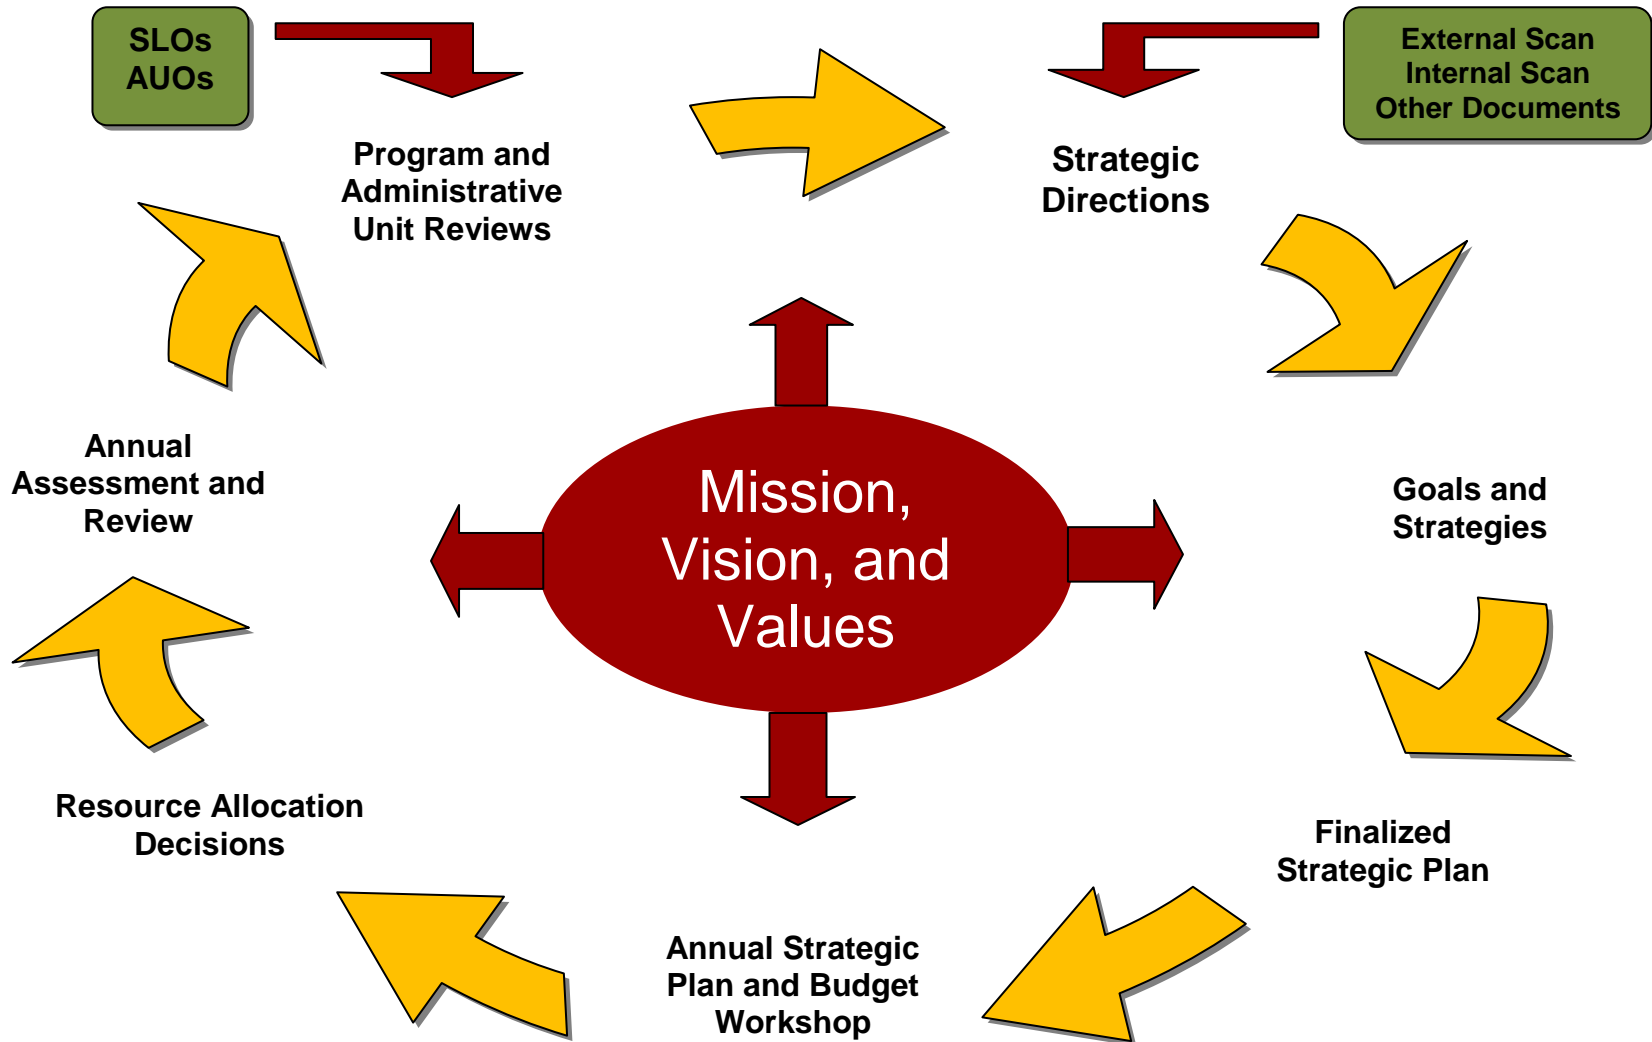 SLOs
AUOs
External Scan
Internal Scan
Other Documents
Program and
Administrative
Unit Reviews
Strategic
Directions
Annual
Assessment and
Review
Mission,
Vision, and
Values
Goals and
Strategies
Resource Allocation
Decisions
Finalized
Strategic Plan
Annual Strategic
Plan and Budget
Workshop